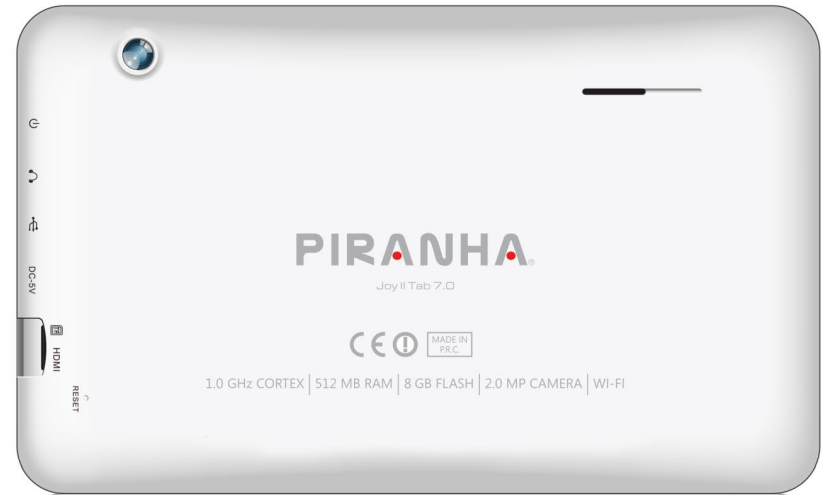 DC-5V
HDMI
RESET
PIRANHA®
Joy II Tab 7.0
CE
MADE IN
P.R.C.
1.0 GHz CORTEX | 512 MB RAM | 8 GB FLASH | 2.0 MP CAMERA | WI-FI